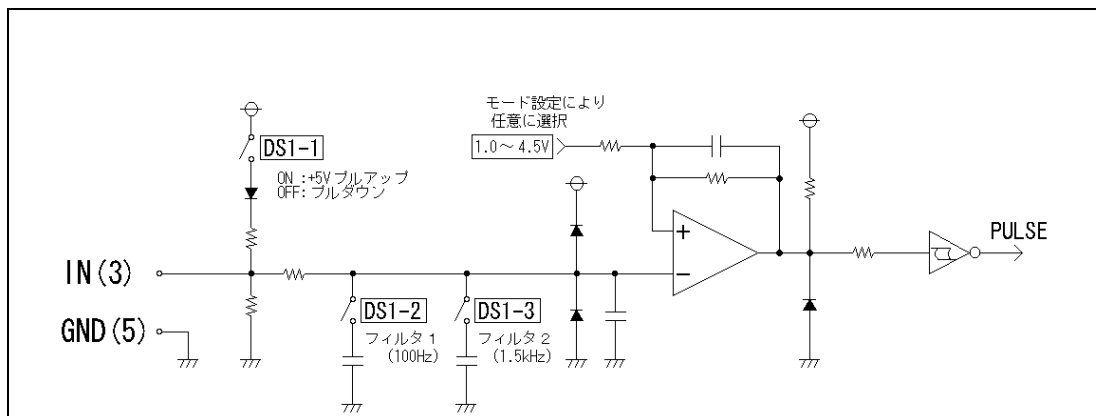 モード設定により
任意に選択
1.0～4.5V
DS1-1
ON :+5Vプルアップ
OFF:プルダウン
+
−
PULSE
IN(3)
GND(5)
DS1-2
フィルタ1
(100Hz)
DS1-3
フィルタ2
(1.5kHz)